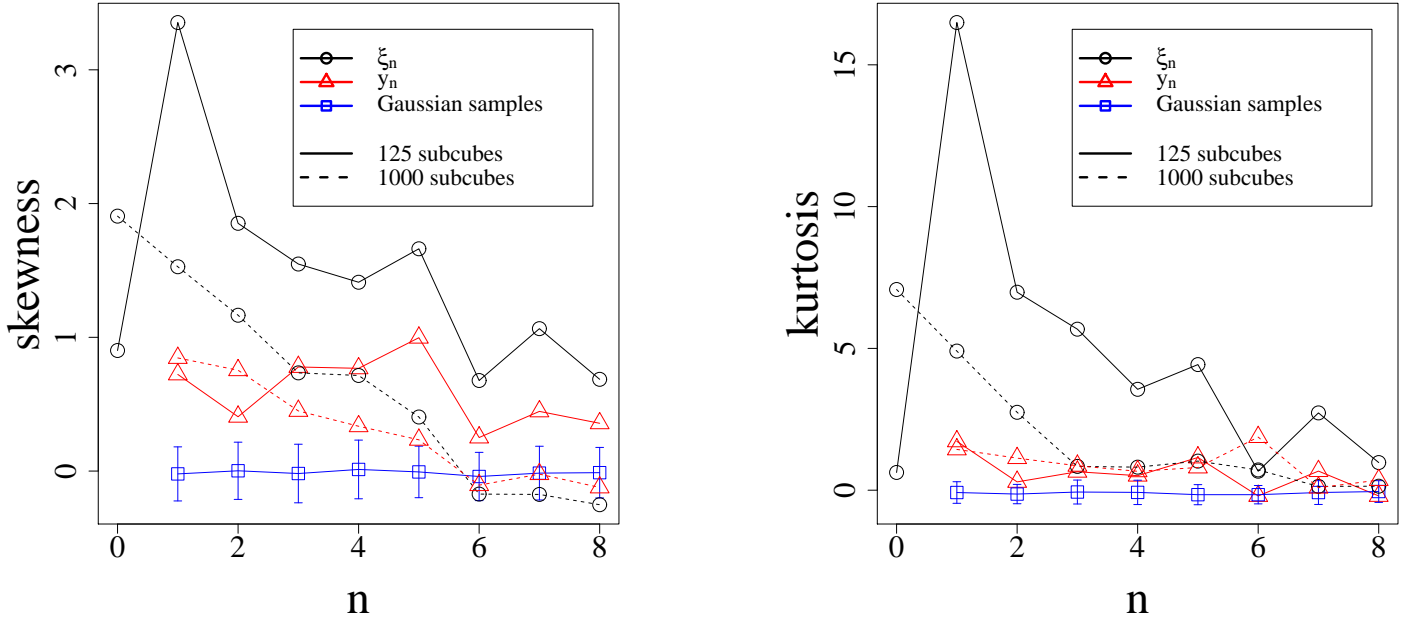 skewness
3
2
1
0
ξn
yn
Gaussian samples
125 subcubes
1000 subcubes
0 2 4 6 8
n
kurtosis
15
10
5
0
ξn
yn
Gaussian samples
125 subcubes
1000 subcubes
0 2 4 6 8
n